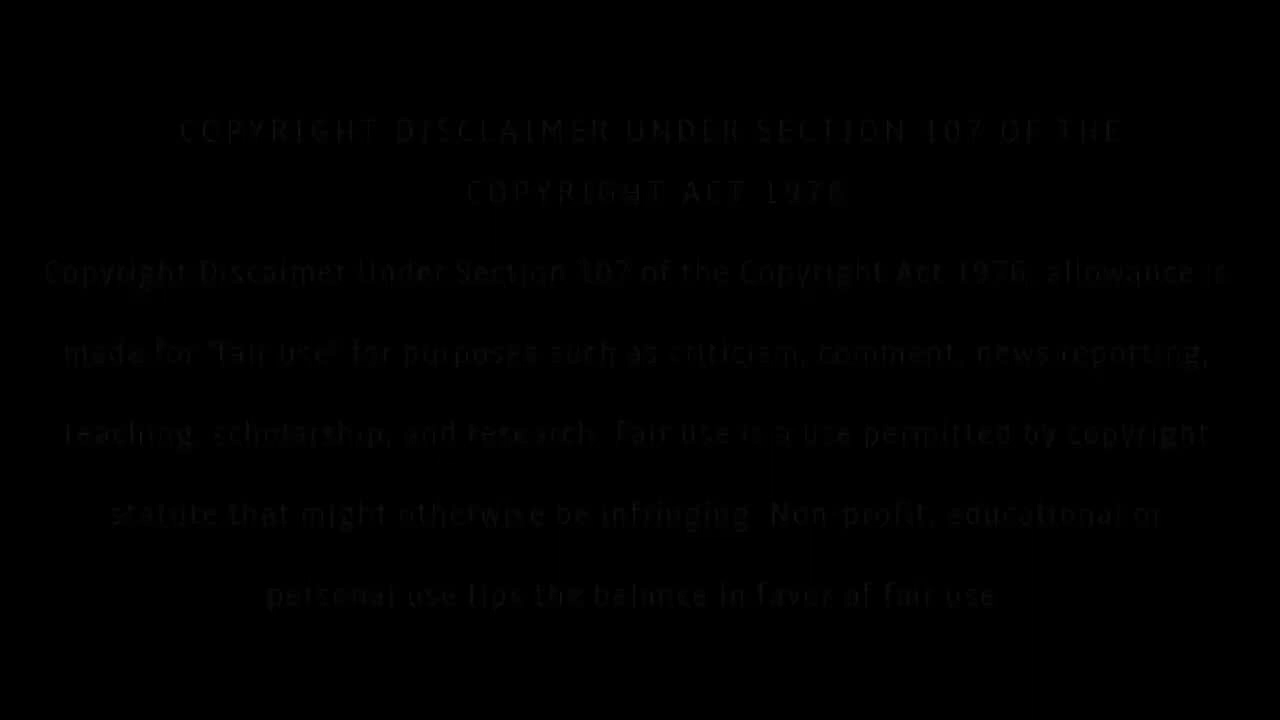 COPYRIGHT DISCLAIMER UNDER SECTION 107 OF THE
COPYRIGHT ACT 1976
Copyright Discaimer Under Section 107 of the Copyright Act 1976, allowance is
made for "fair use" for purposes such as criticism, comment, news reporting,
teaching, scholarship, and research. Fair use is a use permitted by copyright
statute that might otherwise be infringing. Non-profit, educational or
personal use tips the balance in favor of fair use.